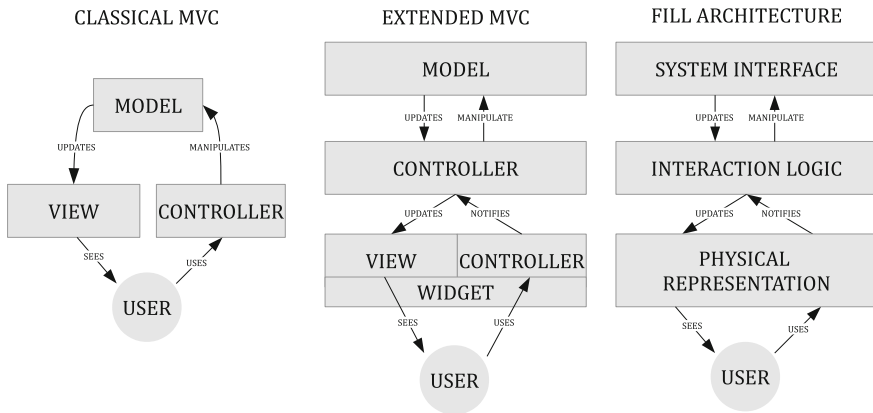 CLASSICAL MVC
MODEL
UPDATES
MANIPULATES
VIEW
CONTROLLER
SEES
USES
USER
EXTENDED MVC
MODEL
UPDATES
MANIPULATE
CONTROLLER
UPDATES
NOTIFIES
VIEW
CONTROLLER
WIDGET
SEES
USES
USER
FILL ARCHITECTURE
SYSTEM INTERFACE
UPDATES
MANIPULATE
INTERACTION LOGIC
UPDATES
NOTIFIES
PHYSICAL
REPRESENTATION
SEES
USES
USER